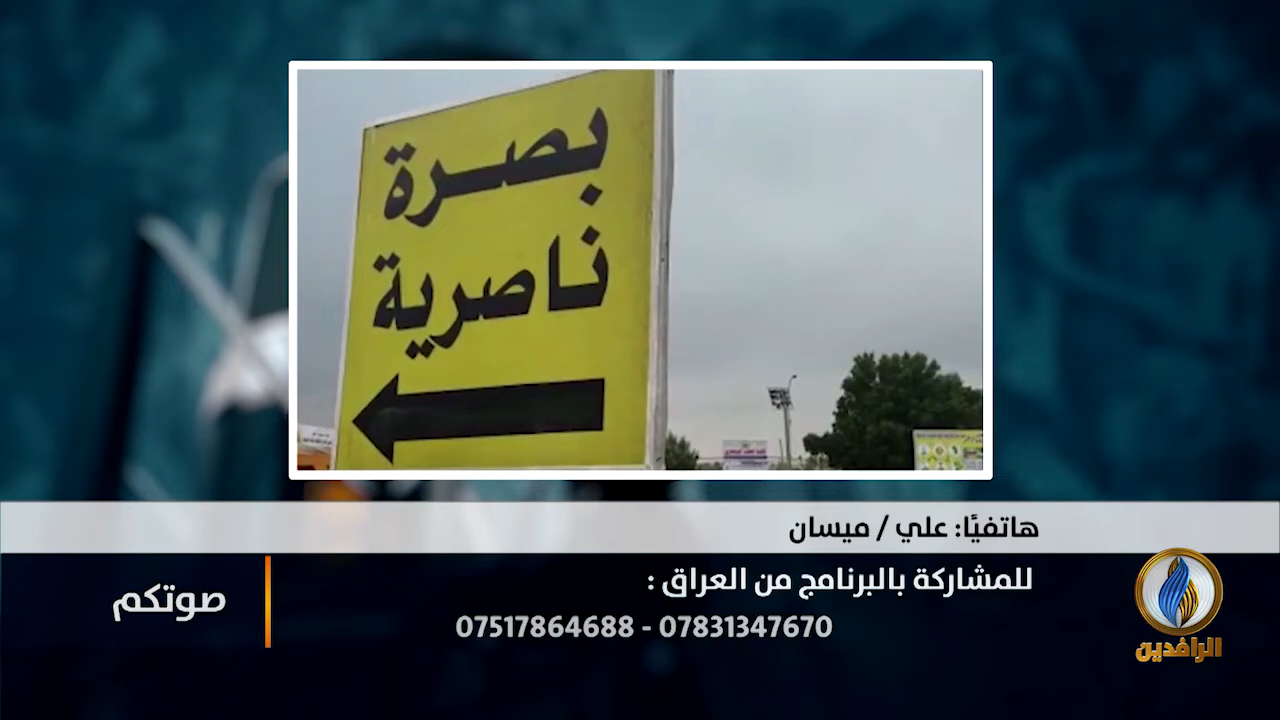 بصرة
ناصرية
هاتفيًا: علي / ميسان
للمشاركة بالبرنامج من العراق :
07517864688 - 07831347670
صوتكم
الرافدين